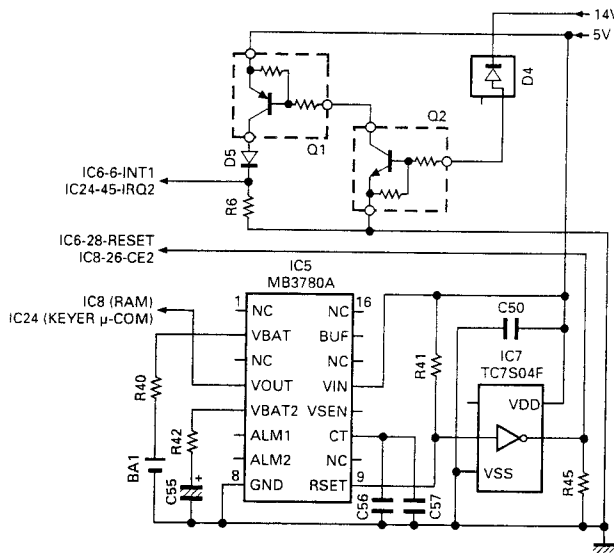 14V
5V
D4
Q2
Q1
D5
IC6-6-INT1
IC24-45-IRQ2
R6
IC6-28-RESET
IC8-26-CE2
IC5
MB3780A
IC8 (RAM)
IC24 (KEYER μ-COM)
1 NC NC 16
VBAT BUF
NC NC
VOUT VIN
VBAT2 VSEN
ALM1 CT
ALM2 NC
8 GND RSET 9
R40
R42
BA1
C55
+
R41
C50
IC7
TC7S04F
VDD
VSS
R45
C56
C57